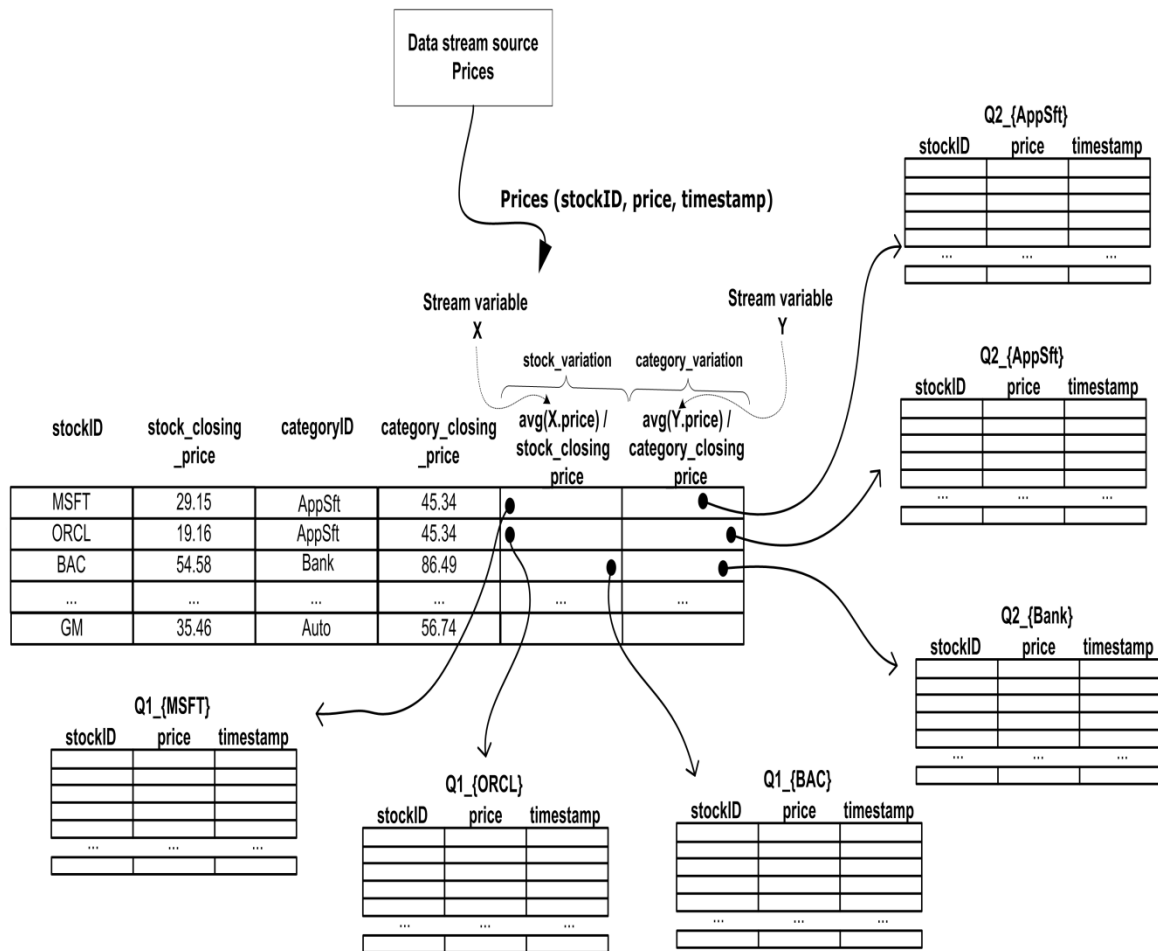 Data stream source
Prices
Prices (stockID, price, timestamp)
Stream variable
X
Stream variable
Y
stock_variation category_variation
stockID
stock_closing
_price
categoryID
category_closing
_price
avg(X.price) /
stock_closing
_price
avg(Y.price) /
category_closing
_price
MSFT 29.15 AppSft 45.34
ORCL 19.16 AppSft 45.34
BAC 54.58 Bank 86.49
... ... ... ... ... ...
GM 35.46 Auto 56.74
Q2_{AppSft}
stockID price timestamp
... ... ...
Q2_{AppSft}
stockID price timestamp
... ... ...
Q2_{Bank}
stockID price timestamp
... ... ...
Q1_{MSFT}
stockID price timestamp
... ... ...
Q1_{ORCL}
stockID price timestamp
... ... ...
Q1_{BAC}
stockID price timestamp
... ... ...